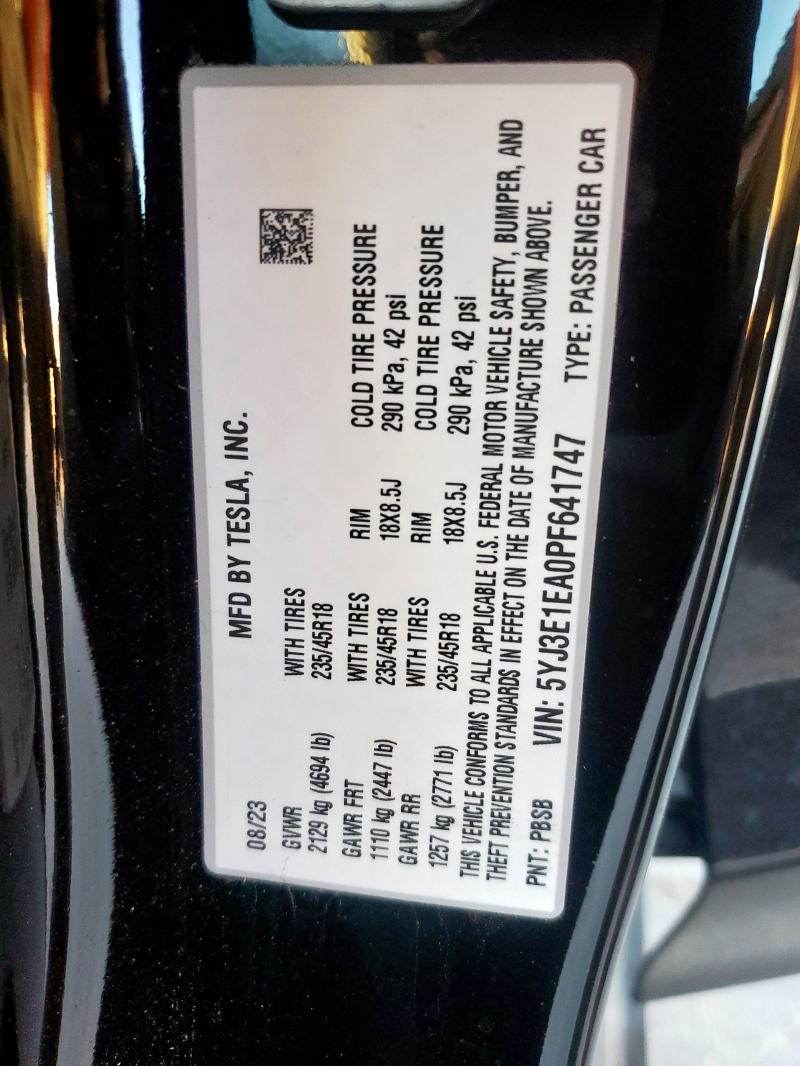 MFD BY TESLA, INC.
08/23
GVWR WITH TIRES
2129 kg (4694 lb) 235/45R18
GAWR FRT WITH TIRES RIM COLD TIRE PRESSURE
1110 kg (2447 lb) 235/45R18 18X8.5J 290 kPa, 42 psi
GAWR RR WITH TIRES RIM COLD TIRE PRESSURE
1257 kg (2771 lb) 235/45R18 18X8.5J 290 kPa, 42 psi
THIS VEHICLE CONFORMS TO ALL APPLICABLE U.S. FEDERAL MOTOR VEHICLE SAFETY, BUMPER, AND
THEFT PREVENTION STANDARDS IN EFFECT ON THE DATE OF MANUFACTURE SHOWN ABOVE.
PNT: PBSB VIN: 5YJ3E1EA0PF641747 TYPE: PASSENGER CAR